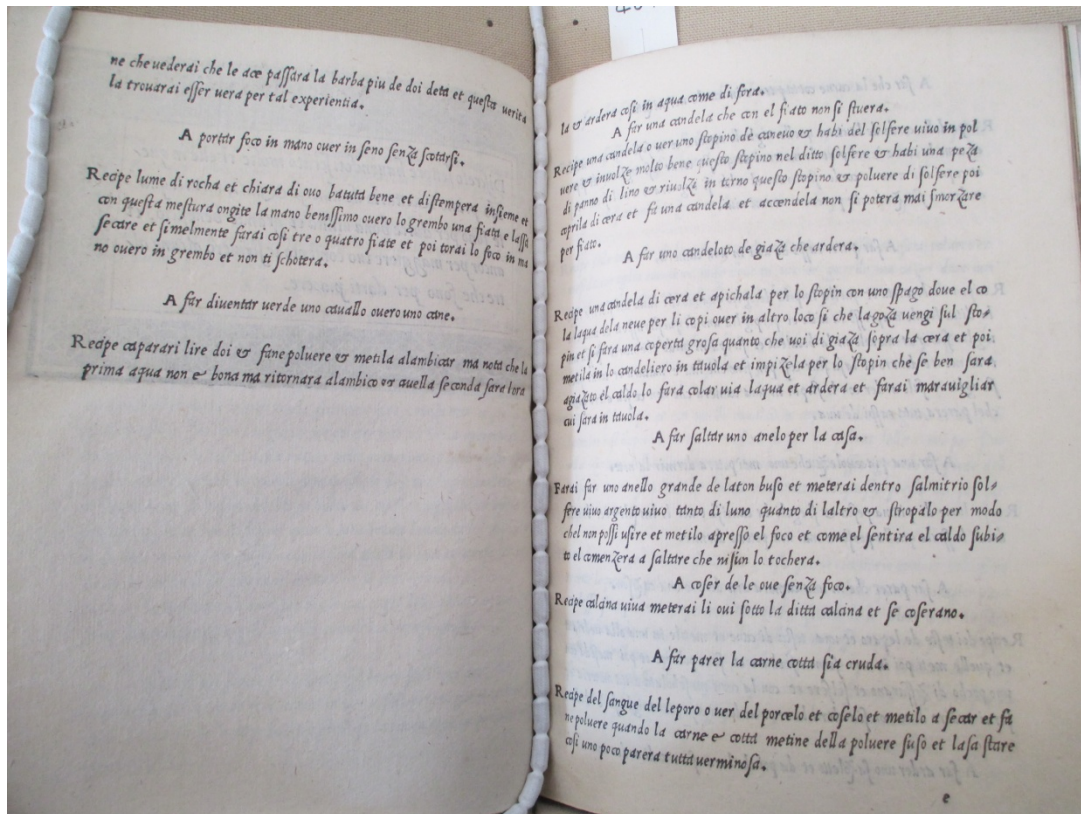 ne che uederai che le ace passara la barba piu de doi deta et questa uerita
la trouarai esser uera per tal experientia.
A portar foco in mano ouer in seno senza scotarsi.
Recipe lume di rocha et chiara di ouo batuta bene et distempera insieme et
con questa mestura ongite la mano benissimo ouero lo grembo una fiata e lassa
secare et similmente farai cosi tre o quatro fiate et poi torai lo foco in ma
no ouero in grembo et non ti schotera.
A far diuentar uerde uno cauallo ouero uno cane.
Recipe caparari lire doi & fane poluere & metila alambicar ma nota che la
prima aqua non e bona ma ritornara alambico & quella seconda sare lora
la & ardera cosi in aqua come di fora.
A far una candela che con el fiato non si stuera.
Recipe una candela o uer uno stopino de caneuo & habi del solfere uiuo in pol
uere & inuolze molto bene questo stopino nel ditto solfere & habi una peza
di panno di lino & riuolze in torno questo stopino & poluere di solfere poi
coprila di cera et fa una candela et accendela non si potera mai smorzare
per fiato.
A far uno candeloto de giaza che ardera.
Recipe una candela di cera et apichala per lo stopin con uno spago doue el co
la laqua dela neue per li copi ouer in altro loco si che la goza uengi sul sto-
pin et si fara una coperta grosa quanto che uoi di giaza sopra la cera et poi
metila in lo candeliero in tauola et impizela per lo stopin che se ben sara
agiazato el caldo lo fara colar uia laqua et ardera et farai marauigliar
cui sara in tauola.
A far saltar uno anelo per la casa.
Farai far uno anello grande de laton buso et meterai dentro salmitrio sol-
fere uiuo argento uiuo tanto di luno quanto di laltro & stropalo per modo
chel non possi usire et metilo apresso el foco et come el sentira el caldo subi-
to el comenzera a saltare che nisun lo tochera.
A coser de le oue senza foco.
Recipe calcina uiua meterai li oui sotto la ditta calcina et se coserano.
A far parer la carne cotta sia cruda.
Recipe del sangue del leporo o uer del porcelo et coselo et metilo a secar et fa
ne poluere quando la carne e cotta metine della poluere suso et lasa stare
cosi uno poco parera tutta uerminosa.
e